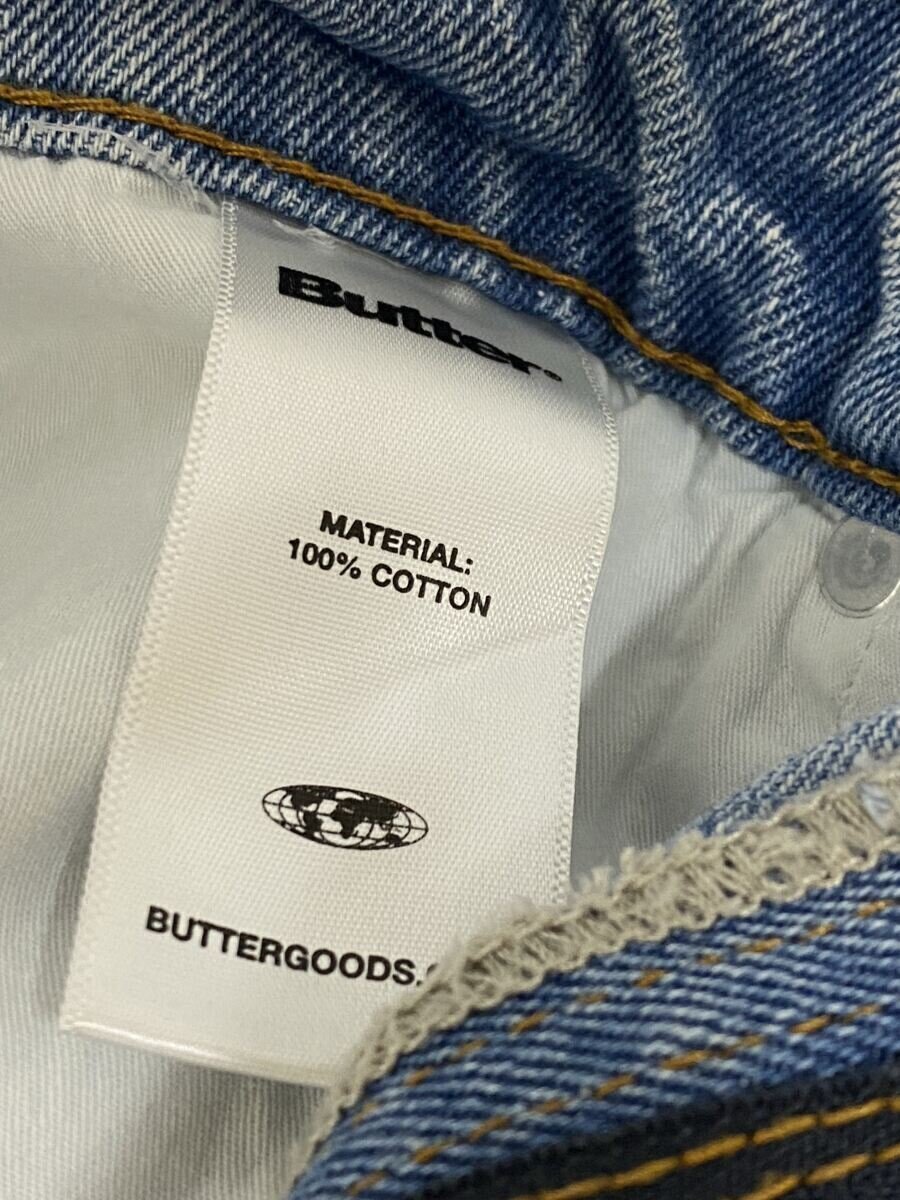 Butter
MATERIAL:
100% COTTON
BUTTERGOODS.